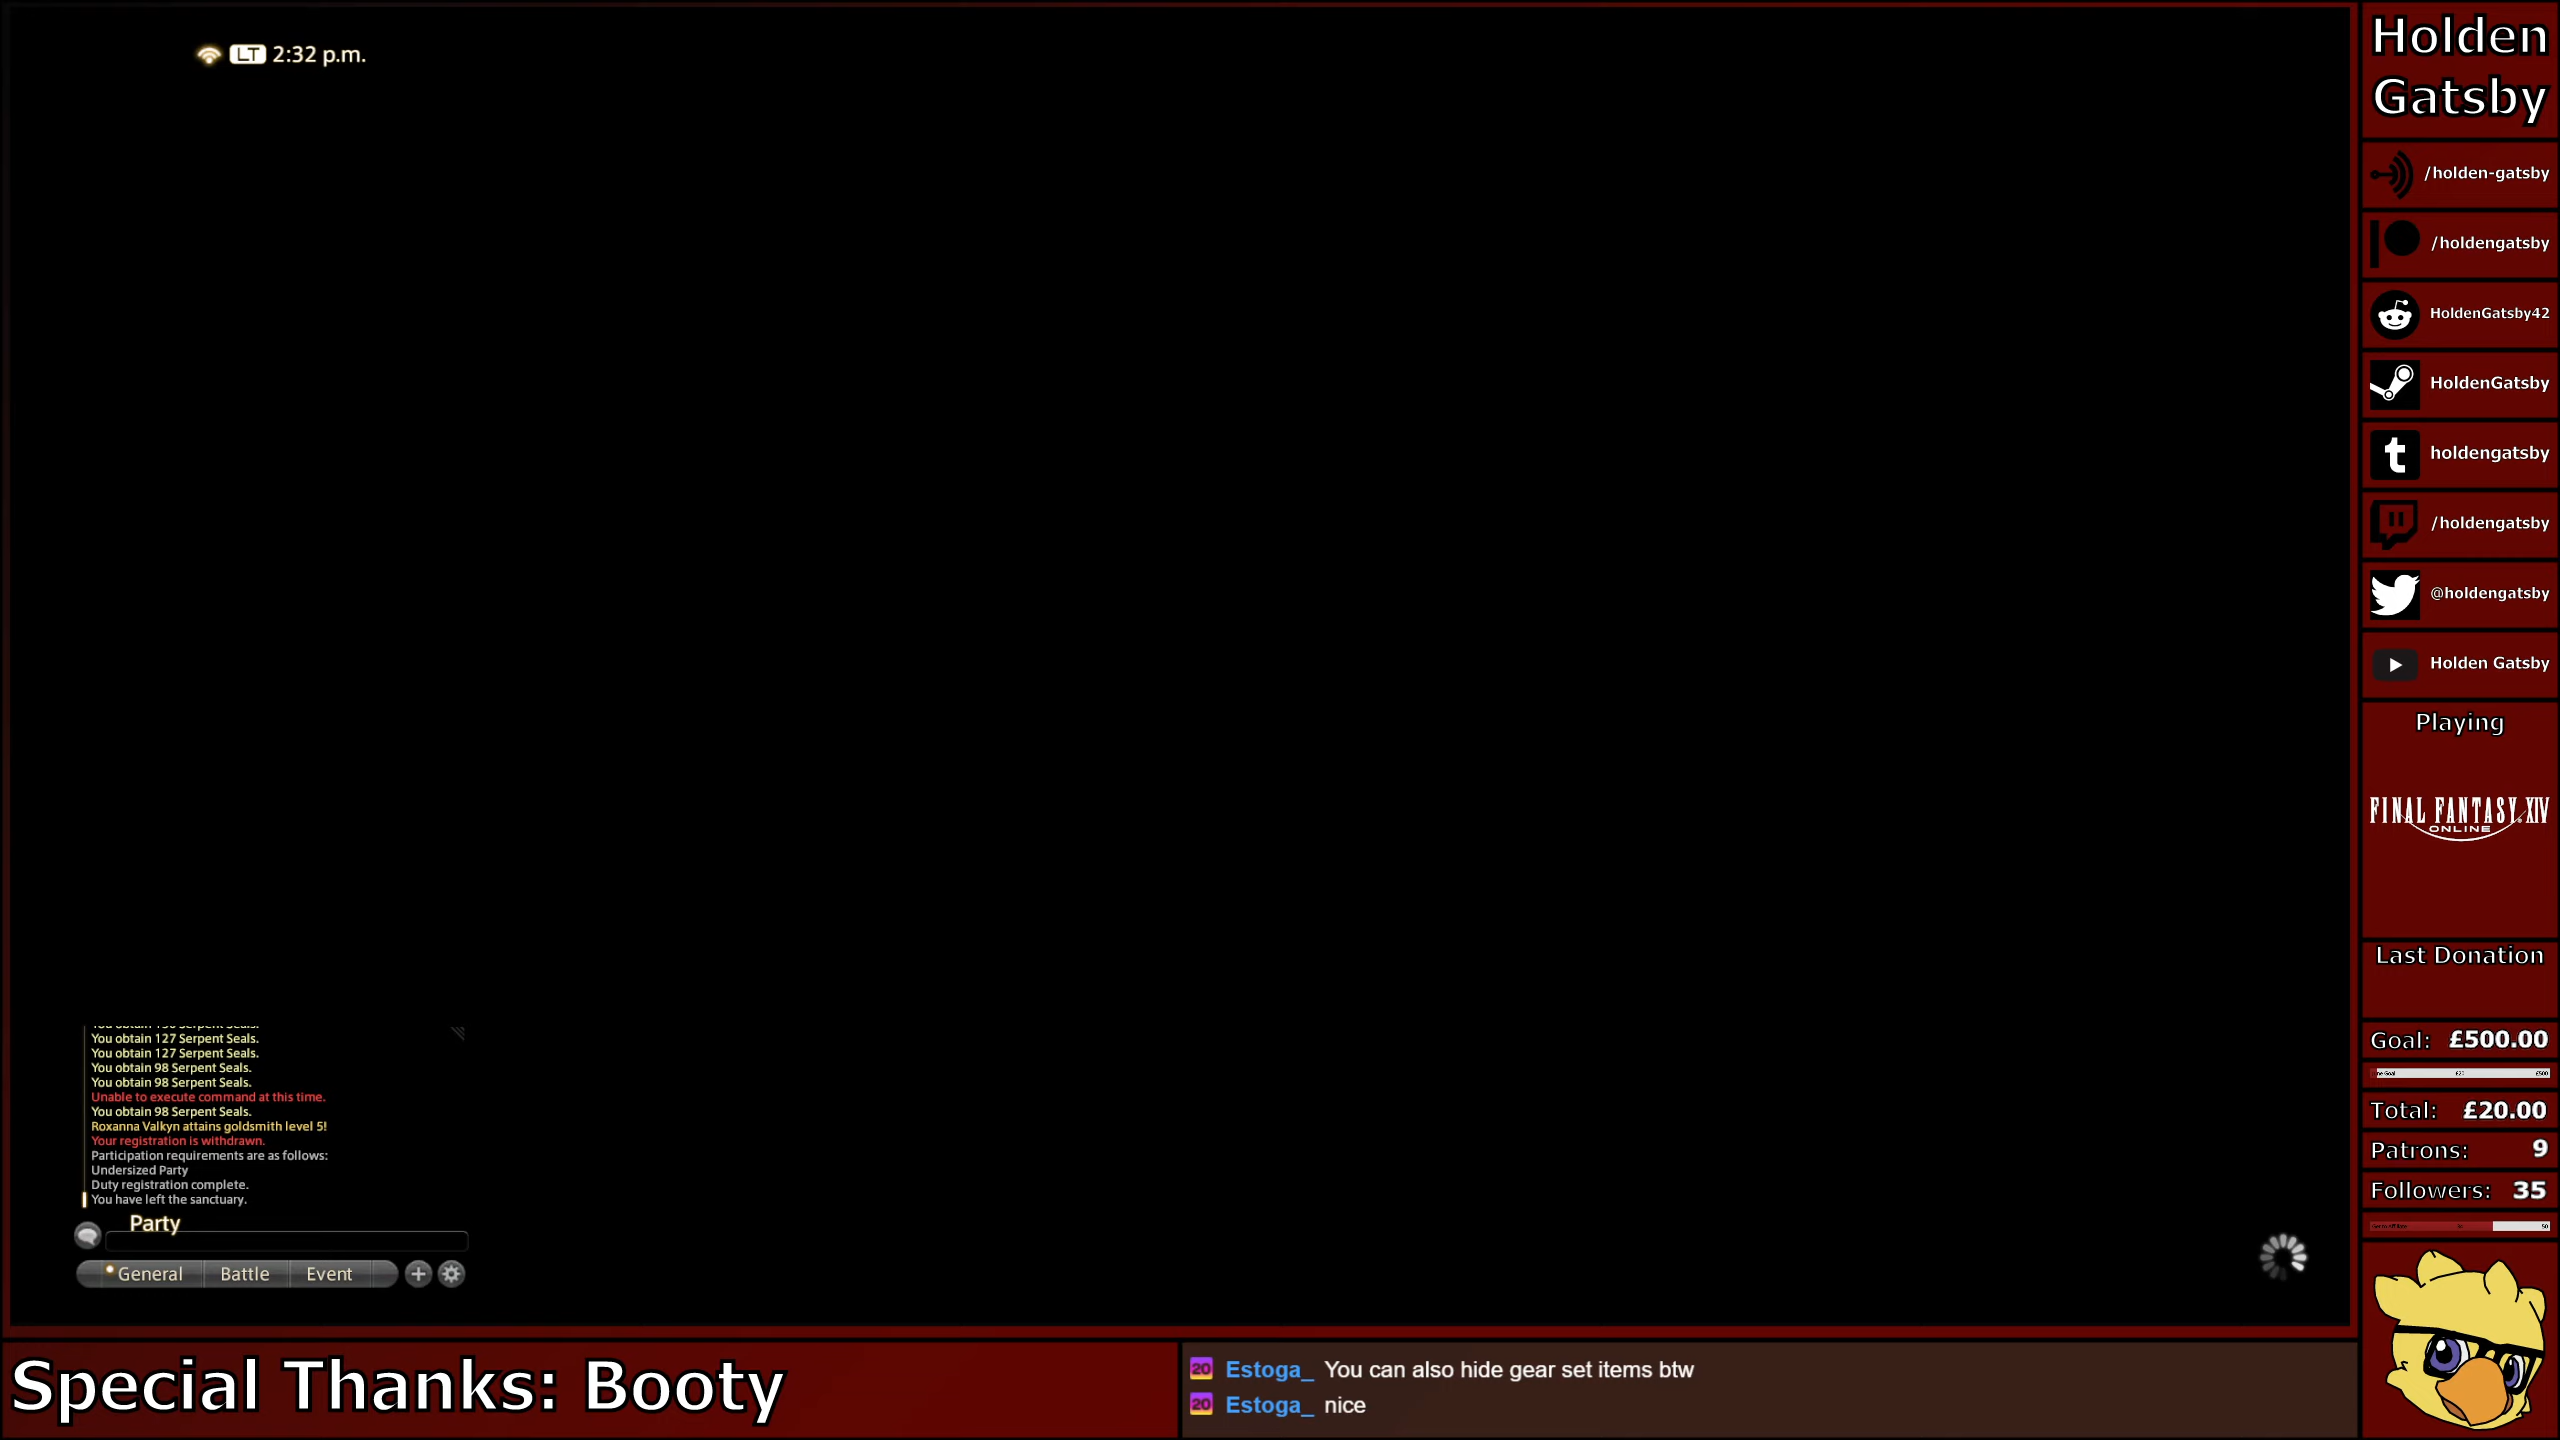 LT 2:32 p.m.
You obtain 127 Serpent Seals.
You obtain 127 Serpent Seals.
You obtain 98 Serpent Seals.
You obtain 98 Serpent Seals.
Unable to execute command at this time.
You obtain 98 Serpent Seals.
Roxanna Valkyn attains goldsmith level 5!
Your registration is withdrawn.
Participation requirements are as follows:
Undersized Party
Duty registration complete.
You have left the sanctuary.
Party
General Battle Event
Special Thanks: Booty
20 Estoga_ You can also hide gear set items btw
20 Estoga_ nice
Holden
Gatsby
/holden-gatsby
/holdengatsby
HoldenGatsby42
HoldenGatsby
t holdengatsby
/holdengatsby
@holdengatsby
Holden Gatsby
Playing
FINAL FANTASY XIV
ONLINE
Last Donation
Goal: £500.00
£500
Total: £20.00
Patrons: 9
Followers: 35
50